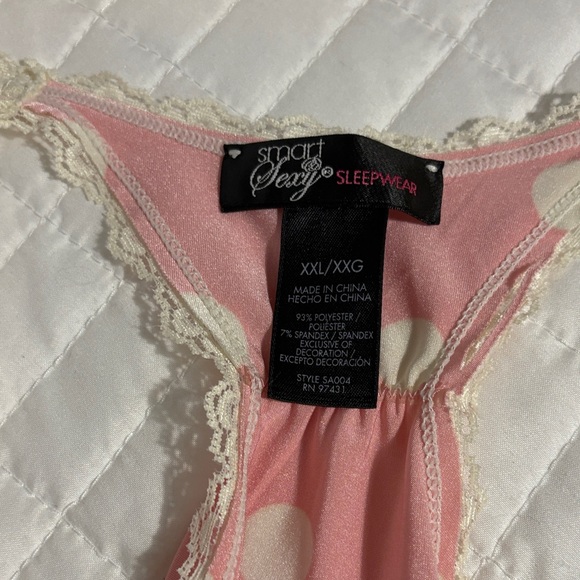 smart
& Sexy® SLEEPWEAR
XXL/XXG
MADE IN CHINA
HECHO EN CHINA
93% POLYESTER /
POLIÉSTER
7% SPANDEX / SPANDEX
EXCLUSIVE OF
DECORATION /
EXCEPTO DECORACIÓN
STYLE SA004
RN 97431